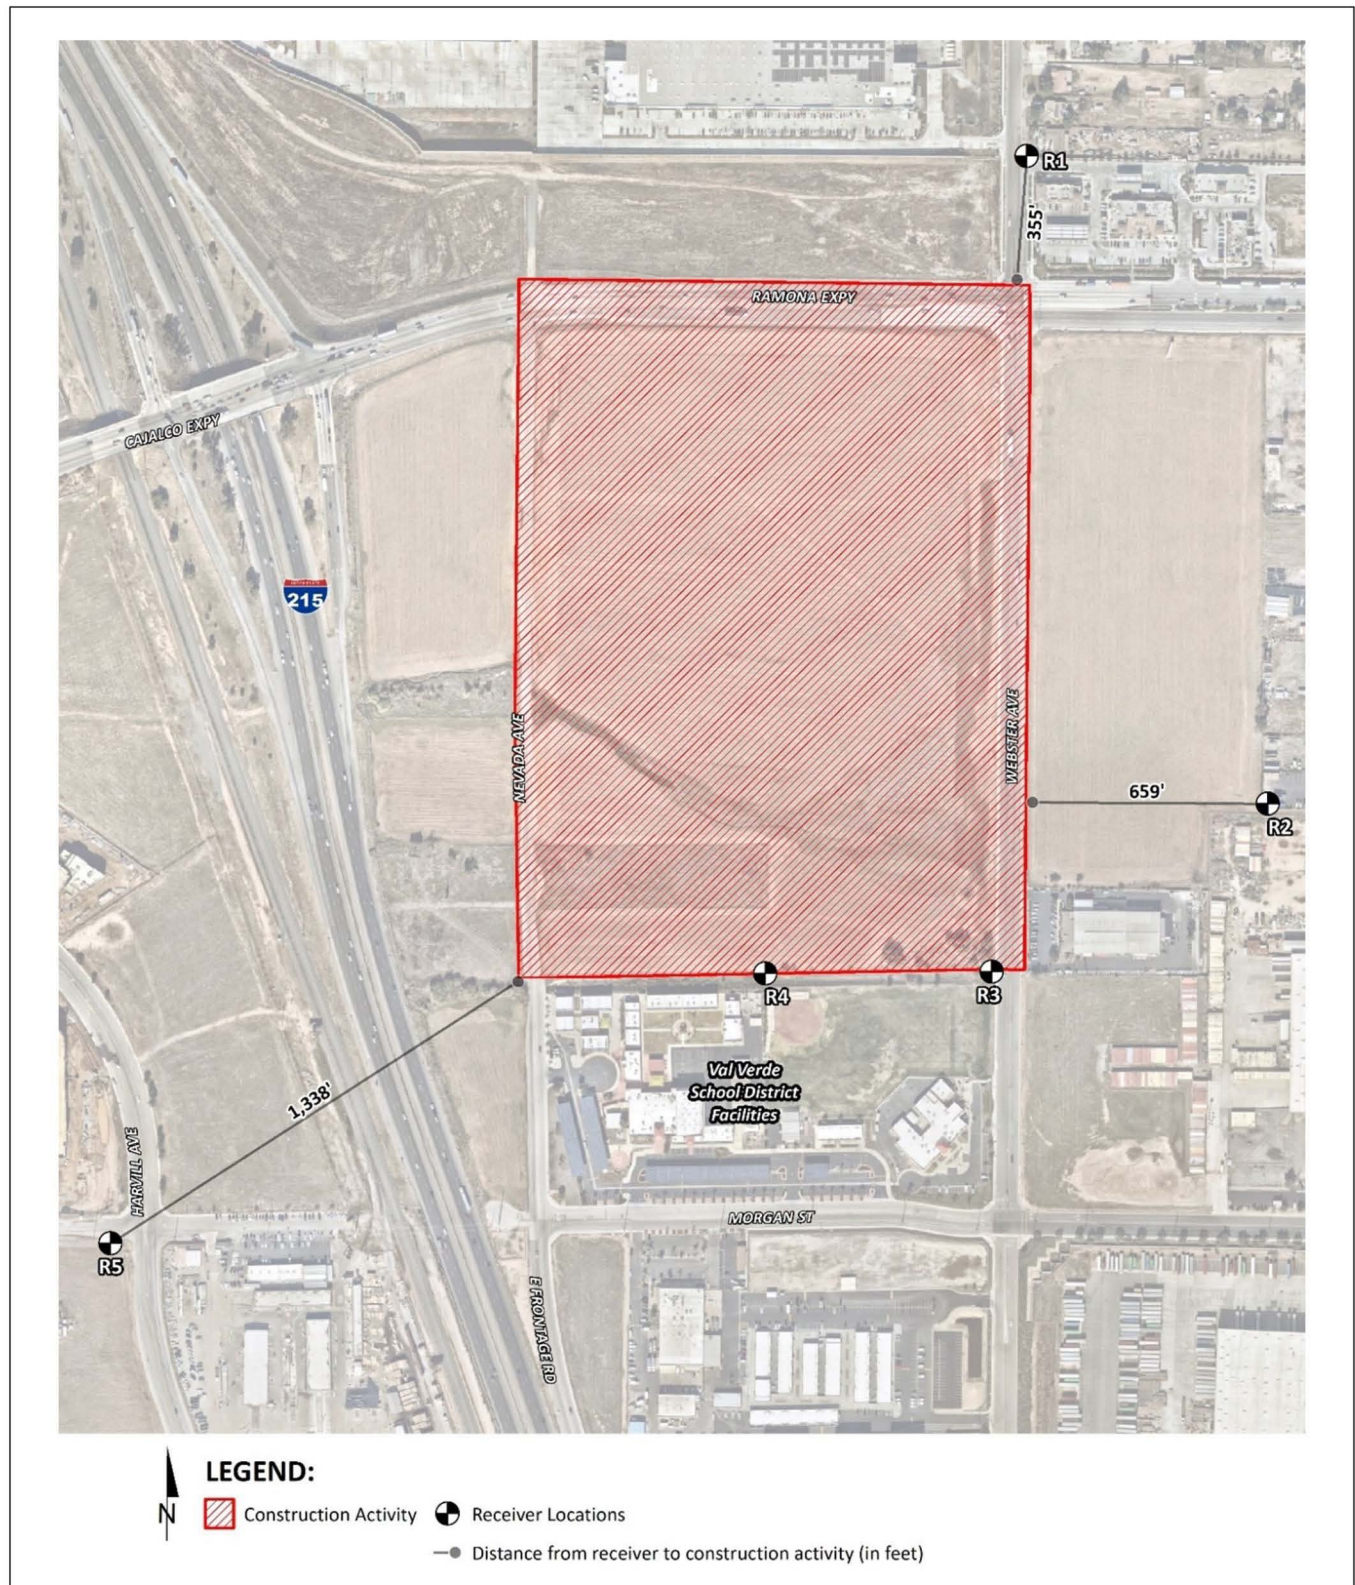 R1
355'
RAMONA EXPY
CAJALCO EXPY
215
NEVADA AVE
WEBSTER AVE
659'
R2
R4
R3
Val Verde
School District
Facilities
1,338'
HARVILL AVE
MORGAN ST
R5
E FRONTAGE RD
LEGEND:
N
Construction Activity
Receiver Locations
Distance from receiver to construction activity (in feet)